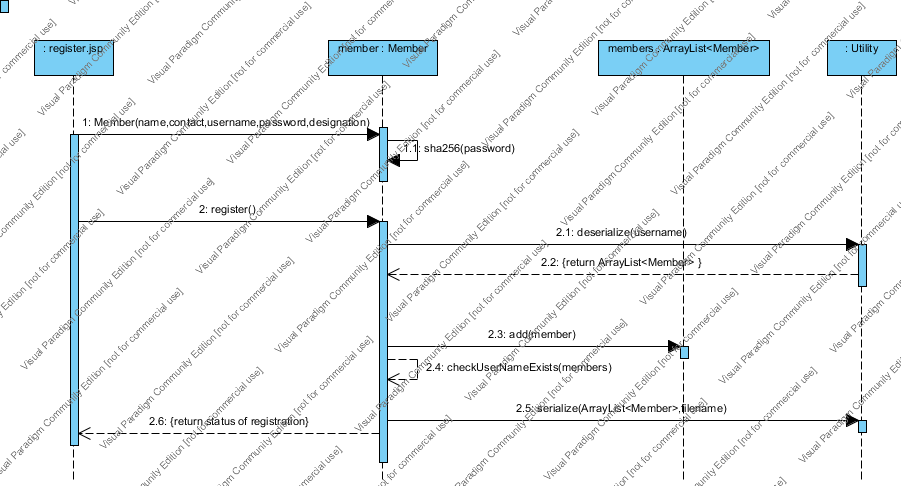 : register.jsp
member : Member
members : ArrayList<Member>
: Utility
1: Member(name,contact,username,password,designation)
1.1: sha256(password)
2: register()
2.1: deserialize(username)
2.2: {return ArrayList<Member> }
2.3: add(member)
2.4: checkUserNameExists(members)
2.5: serialize(ArrayList<Member>,filename)
2.6: {return status of registration}
Visual Paradigm Community Edition [not for commercial use]